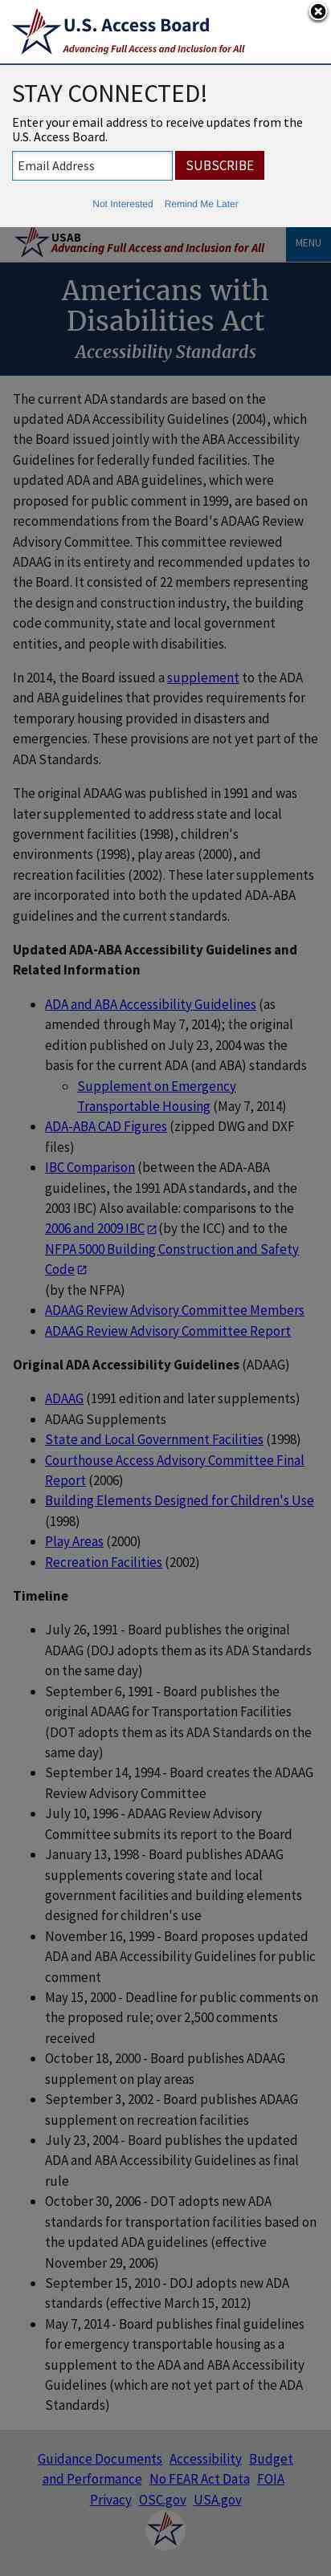 U.S. Access Board
Advancing Full Access and Inclusion for All
STAY CONNECTED!
Enter your email address to receive updates from the
U.S. Access Board.
Email Address SUBSCRIBE
Not Interested Remind Me Later
USAB
Advancing Full Access and Inclusion for All
MENU
Americans with
Disabilities Act
Accessibility Standards
The current ADA standards are based on the
updated ADA Accessibility Guidelines (2004), which
the Board issued jointly with the ABA Accessibility
Guidelines for federally funded facilities. The
updated ADA and ABA guidelines, which were
proposed for public comment in 1999, are based on
recommendations from the Board's ADAAG Review
Advisory Committee. This committee reviewed
ADAAG in its entirety and recommended updates to
the Board. It consisted of 22 members representing
the design and construction industry, the building
code community, state and local government
entities, and people with disabilities.
In 2014, the Board issued a supplement to the ADA
and ABA guidelines that provides requirements for
temporary housing provided in disasters and
emergencies. These provisions are not yet part of the
ADA Standards.
The original ADAAG was published in 1991 and was
later supplemented to address state and local
government facilities (1998), children's
environments (1998), play areas (2000), and
recreation facilities (2002). These later supplements
are incorporated into both the updated ADA-ABA
guidelines and the current standards.
Updated ADA-ABA Accessibility Guidelines and
Related Information
• ADA and ABA Accessibility Guidelines (as
amended through May 7, 2014); the original
edition published on July 23, 2004 was the
basis for the current ADA (and ABA) standards
◦ Supplement on Emergency
Transportable Housing (May 7, 2014)
• ADA-ABA CAD Figures (zipped DWG and DXF
files)
• IBC Comparison (between the ADA-ABA
guidelines, the 1991 ADA standards, and the
2003 IBC) Also available: comparisons to the
2006 and 2009 IBC (by the ICC) and to the
NFPA 5000 Building Construction and Safety
Code
(by the NFPA)
• ADAAG Review Advisory Committee Members
• ADAAG Review Advisory Committee Report
Original ADA Accessibility Guidelines (ADAAG)
• ADAAG (1991 edition and later supplements)
• ADAAG Supplements
• State and Local Government Facilities (1998)
• Courthouse Access Advisory Committee Final
Report (2006)
• Building Elements Designed for Children's Use
(1998)
• Play Areas (2000)
• Recreation Facilities (2002)
Timeline
• July 26, 1991 - Board publishes the original
ADAAG (DOJ adopts them as its ADA Standards
on the same day)
• September 6, 1991 - Board publishes the
original ADAAG for Transportation Facilities
(DOT adopts them as its ADA Standards on the
same day)
• September 14, 1994 - Board creates the ADAAG
Review Advisory Committee
• July 10, 1996 - ADAAG Review Advisory
Committee submits its report to the Board
• January 13, 1998 - Board publishes ADAAG
supplements covering state and local
government facilities and building elements
designed for children's use
• November 16, 1999 - Board proposes updated
ADA and ABA Accessibility Guidelines for public
comment
• May 15, 2000 - Deadline for public comments on
the proposed rule; over 2,500 comments
received
• October 18, 2000 - Board publishes ADAAG
supplement on play areas
• September 3, 2002 - Board publishes ADAAG
supplement on recreation facilities
• July 23, 2004 - Board publishes the updated
ADA and ABA Accessibility Guidelines as final
rule
• October 30, 2006 - DOT adopts new ADA
standards for transportation facilities based on
the updated ADA guidelines (effective
November 29, 2006)
• September 15, 2010 - DOJ adopts new ADA
standards (effective March 15, 2012)
• May 7, 2014 - Board publishes final guidelines
for emergency transportable housing as a
supplement to the ADA and ABA Accessibility
Guidelines (which are not yet part of the ADA
Standards)
Guidance Documents Accessibility Budget
and Performance No FEAR Act Data FOIA
Privacy OSC.gov USA.gov